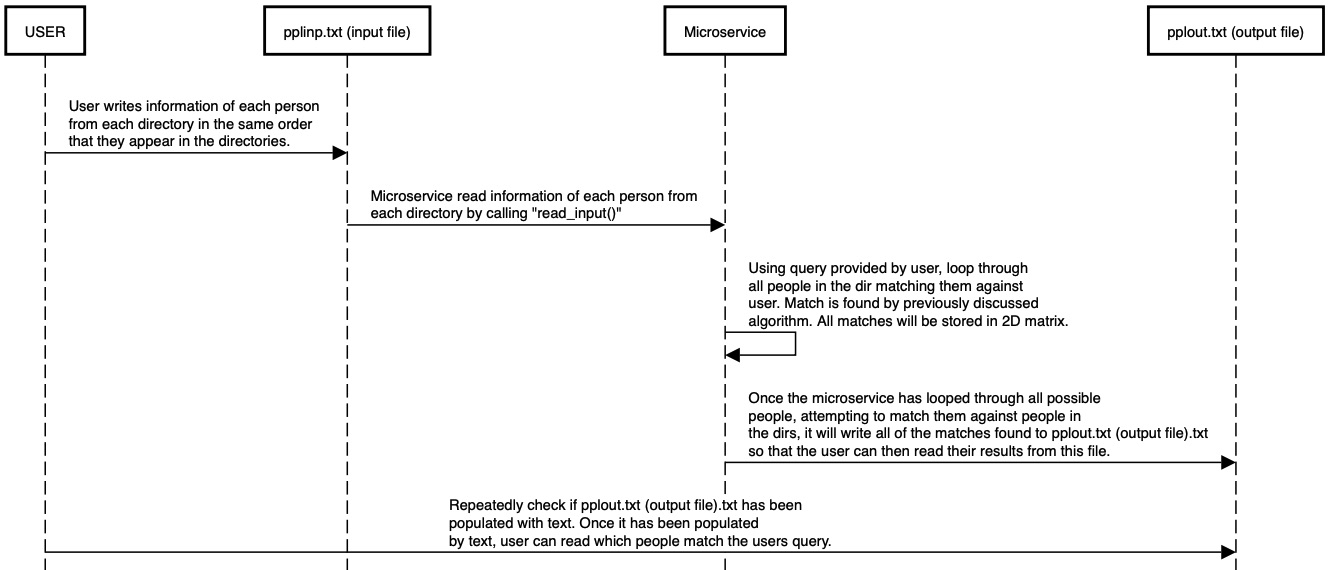 USER
pplinp.txt (input file)
Microservice
pplout.txt (output file)
User writes information of each person
from each directory in the same order
that they appear in the directories.
Microservice read information of each person from
each directory by calling "read_input()"
Using query provided by user, loop through
all people in the dir matching them against
user. Match is found by previously discussed
algorithm. All matches will be stored in 2D matrix.
Once the microservice has looped through all possible
people, attempting to match them against people in
the dirs, it will write all of the matches found to pplout.txt (output file).txt
so that the user can then read their results from this file.
Repeatedly check if pplout.txt (output file).txt has been
populated with text. Once it has been populated
by text, user can read which people match the users query.